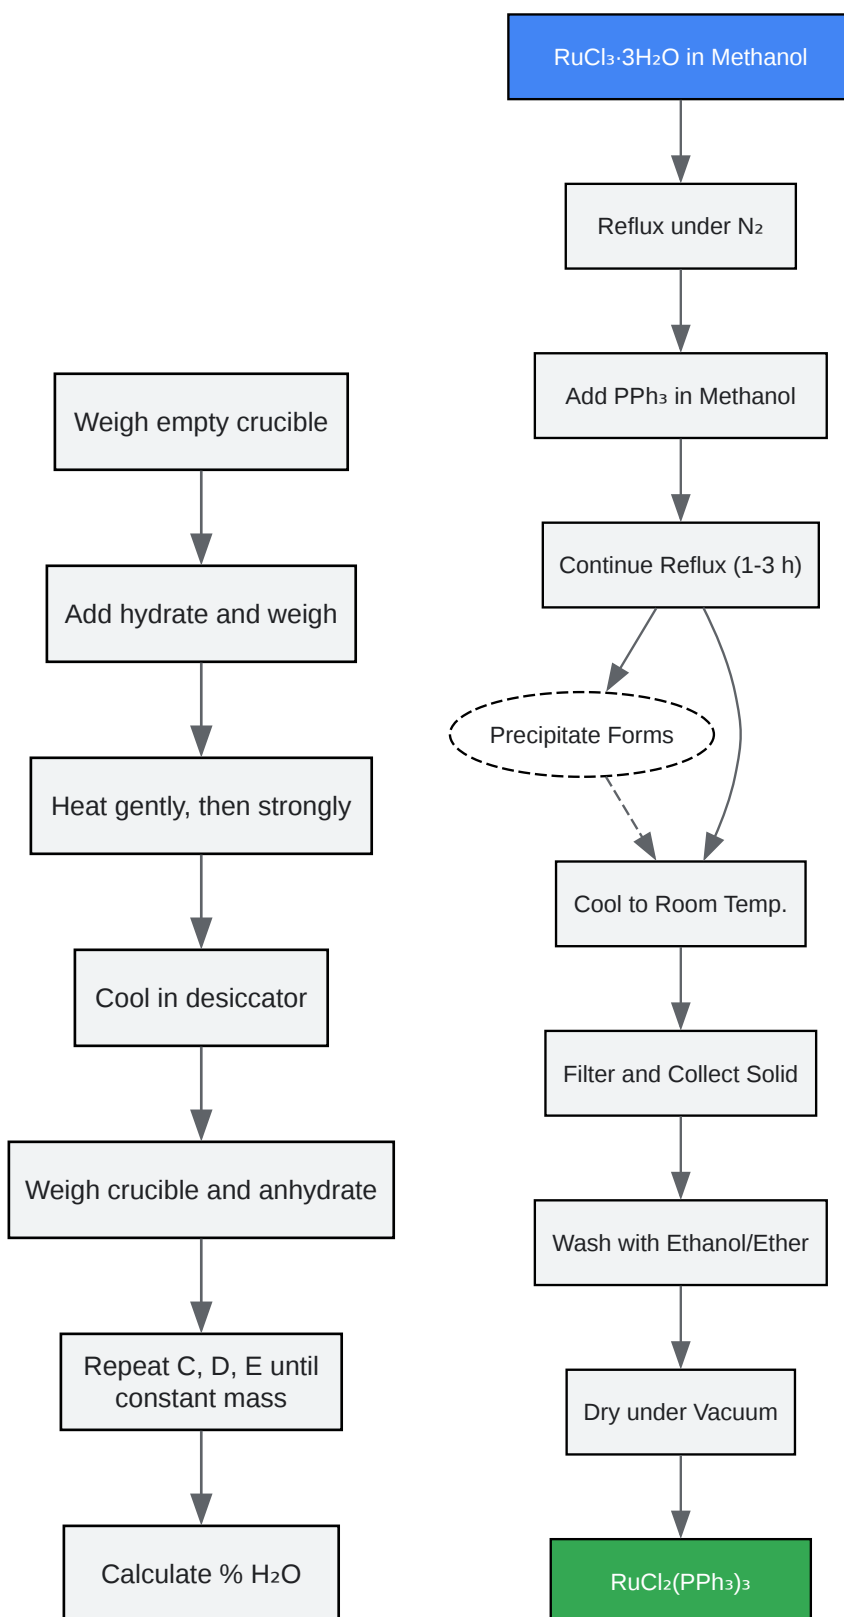 Weigh empty crucible
Add hydrate and weigh
Heat gently, then strongly
Cool in desiccator
Weigh crucible and anhydrate
Repeat C, D, E until
constant mass
Calculate % H₂O
RuCl₃·3H₂O in Methanol
Reflux under N₂
Add PPh₃ in Methanol
Continue Reflux (1-3 h)
Precipitate Forms
Cool to Room Temp.
Filter and Collect Solid
Wash with Ethanol/Ether
Dry under Vacuum
RuCl₂(PPh₃)₃